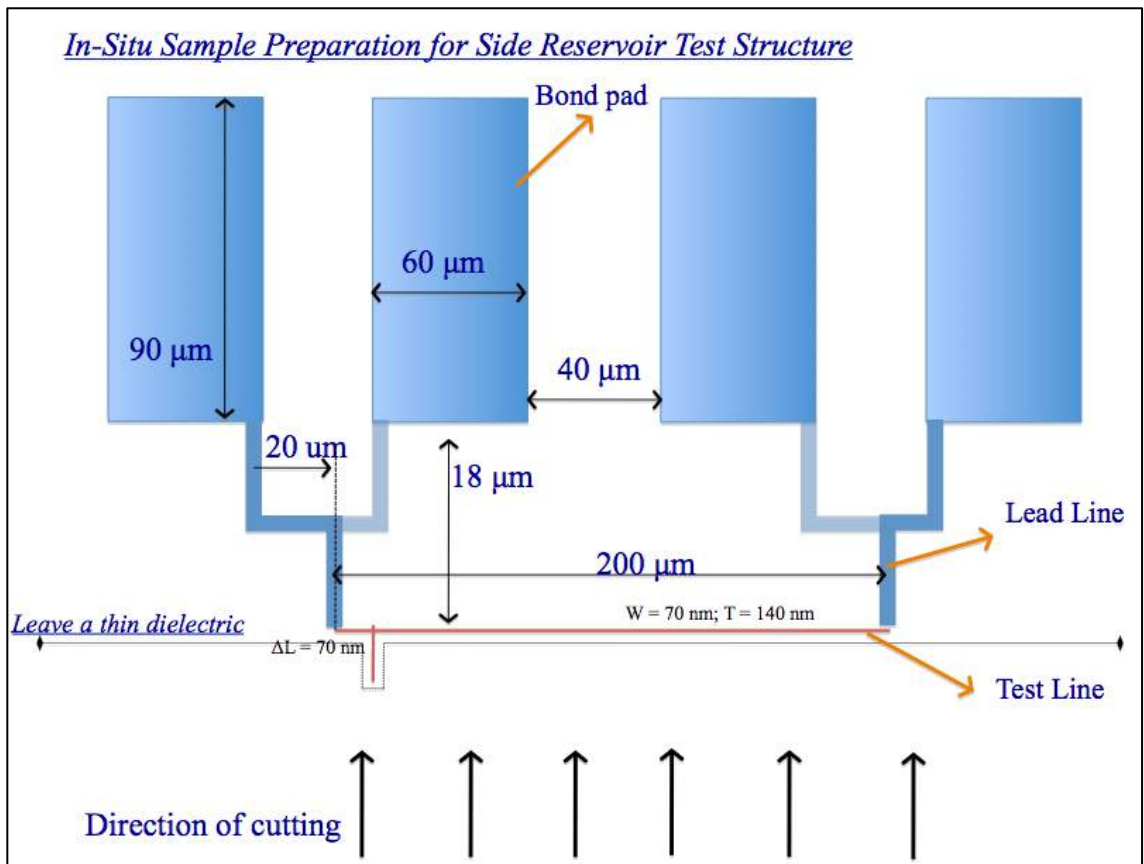 In-Situ Sample Preparation for Side Reservoir Test Structure
Bond pad
60 μm
90 μm
40 μm
20 um
18 μm
Lead Line
200 μm
W = 70 nm; T = 140 nm
Leave a thin dielectric
ΔL = 70 nm
Test Line
Direction of cutting